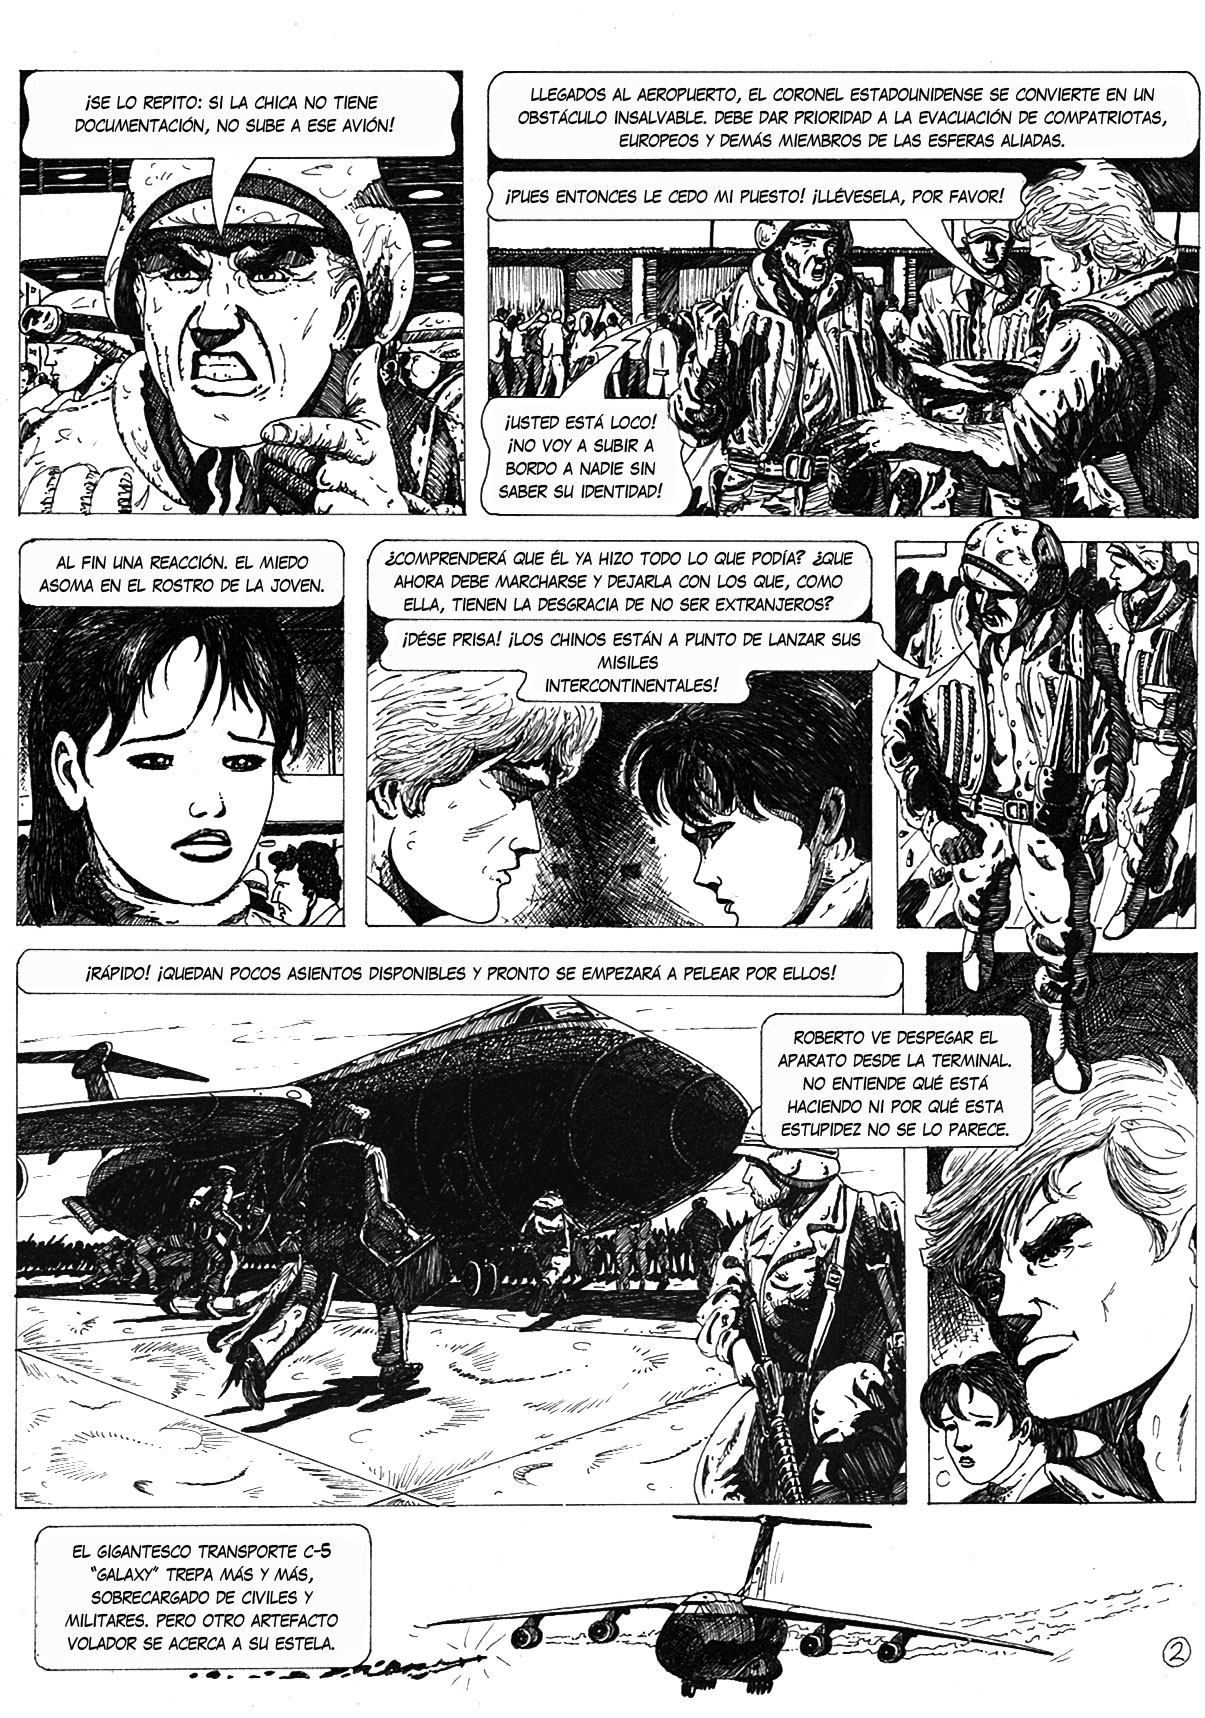 ¡SE LO REPITO: SI LA CHICA NO TIENE
DOCUMENTACIÓN, NO SUBE A ESE AVIÓN!
LLEGADOS AL AEROPUERTO, EL CORONEL ESTADOUNIDENSE SE CONVIERTE EN UN
OBSTÁCULO INSALVABLE. DEBE DAR PRIORIDAD A LA EVACUACIÓN DE COMPATRIOTAS,
EUROPEOS Y DEMÁS MIEMBROS DE LAS ESFERAS ALIADAS.
¡PUES ENTONCES LE CEDO MI PUESTO! ¡LLÉVESELA, POR FAVOR!
¡USTED ESTÁ LOCO!
¡NO VOY A SUBIR A
BORDO A NADIE SIN
SABER SU IDENTIDAD!
AL FIN UNA REACCIÓN. EL MIEDO
ASOMA EN EL ROSTRO DE LA JOVEN.
¿COMPRENDERÁ QUE ÉL YA HIZO TODO LO QUE PODÍA? ¿QUE
AHORA DEBE MARCHARSE Y DEJARLA CON LOS QUE, COMO
ELLA, TIENEN LA DESGRACIA DE NO SER EXTRANJEROS?
¡DÉSE PRISA! ¡LOS CHINOS ESTÁN A PUNTO DE LANZAR SUS
MISILES
INTERCONTINENTALES!
¡RÁPIDO! ¡QUEDAN POCOS ASIENTOS DISPONIBLES Y PRONTO SE EMPEZARÁ A PELEAR POR ELLOS!
ROBERTO VE DESPEGAR EL
APARATO DESDE LA TERMINAL.
NO ENTIENDE QUÉ ESTÁ
HACIENDO NI POR QUÉ ESTA
ESTUPIDEZ NO SE LO PARECE.
EL GIGANTESCO TRANSPORTE C-5
"GALAXY" TREPA MÁS Y MÁS,
SOBRECARGADO DE CIVILES Y
MILITARES. PERO OTRO ARTEFACTO
VOLADOR SE ACERCA A SU ESTELA.
2